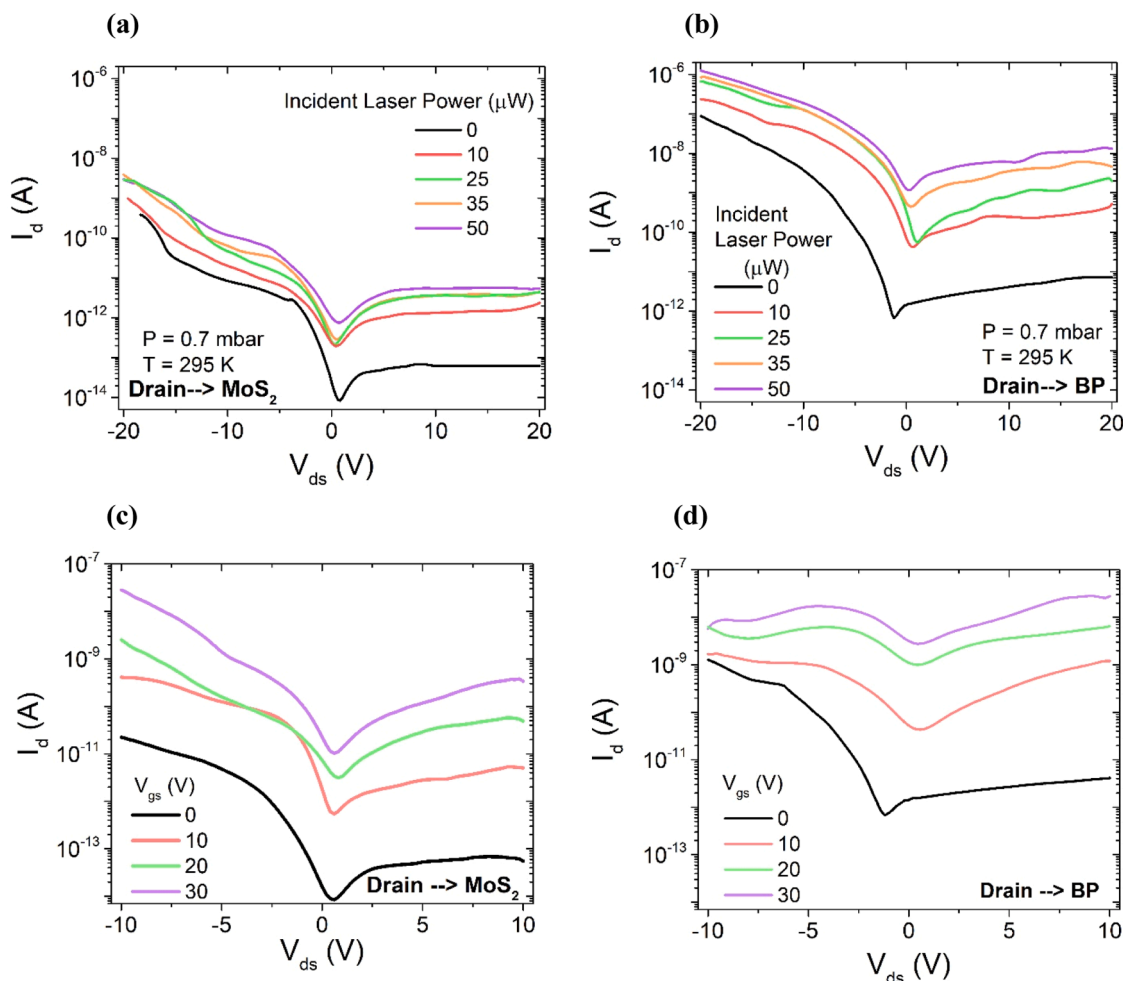 (a)
10⁻⁶
10⁻⁸
10⁻¹⁰
10⁻¹²
10⁻¹⁴
I_d (A)
Incident Laser Power (μW)
0
10
25
35
50
P = 0.7 mbar
T = 295 K
Drain--> MoS₂
-20
-10
0
10
20
V_ds (V)
(b)
10⁻⁶
10⁻⁸
10⁻¹⁰
10⁻¹²
10⁻¹⁴
I_d (A)
Incident
Laser Power
(μW)
0
10
25
35
50
P = 0.7 mbar
T = 295 K
Drain--> BP
-20
-10
0
10
20
V_ds (V)
(c)
10⁻⁷
10⁻⁹
10⁻¹¹
10⁻¹³
I_d (A)
V_gs (V)
0
10
20
30
Drain --> MoS₂
-10
-5
0
5
10
V_ds (V)
(d)
10⁻⁷
10⁻⁹
10⁻¹¹
10⁻¹³
I_d (A)
V_gs (V)
0
10
20
30
Drain --> BP
-10
-5
0
5
10
V_ds (V)